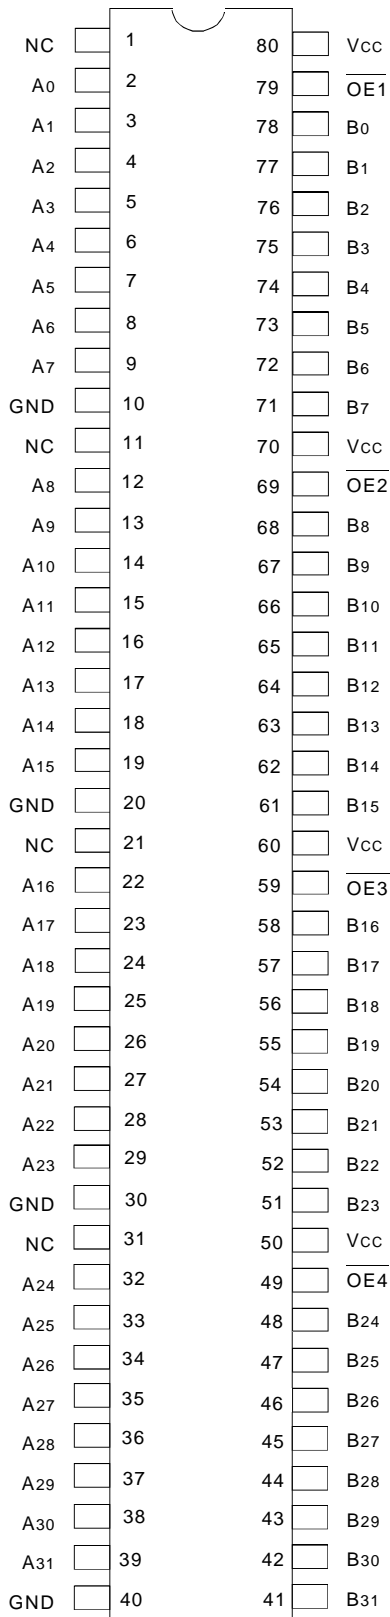 NC 1 80 Vcc
A0 2 79 OE1
A1 3 78 B0
A2 4 77 B1
A3 5 76 B2
A4 6 75 B3
A5 7 74 B4
A6 8 73 B5
A7 9 72 B6
GND 10 71 B7
NC 11 70 Vcc
A8 12 69 OE2
A9 13 68 B8
A10 14 67 B9
A11 15 66 B10
A12 16 65 B11
A13 17 64 B12
A14 18 63 B13
A15 19 62 B14
GND 20 61 B15
NC 21 60 Vcc
A16 22 59 OE3
A17 23 58 B16
A18 24 57 B17
A19 25 56 B18
A20 26 55 B19
A21 27 54 B20
A22 28 53 B21
A23 29 52 B22
GND 30 51 B23
NC 31 50 Vcc
A24 32 49 OE4
A25 33 48 B24
A26 34 47 B25
A27 35 46 B26
A28 36 45 B27
A29 37 44 B28
A30 38 43 B29
A31 39 42 B30
GND 40 41 B31